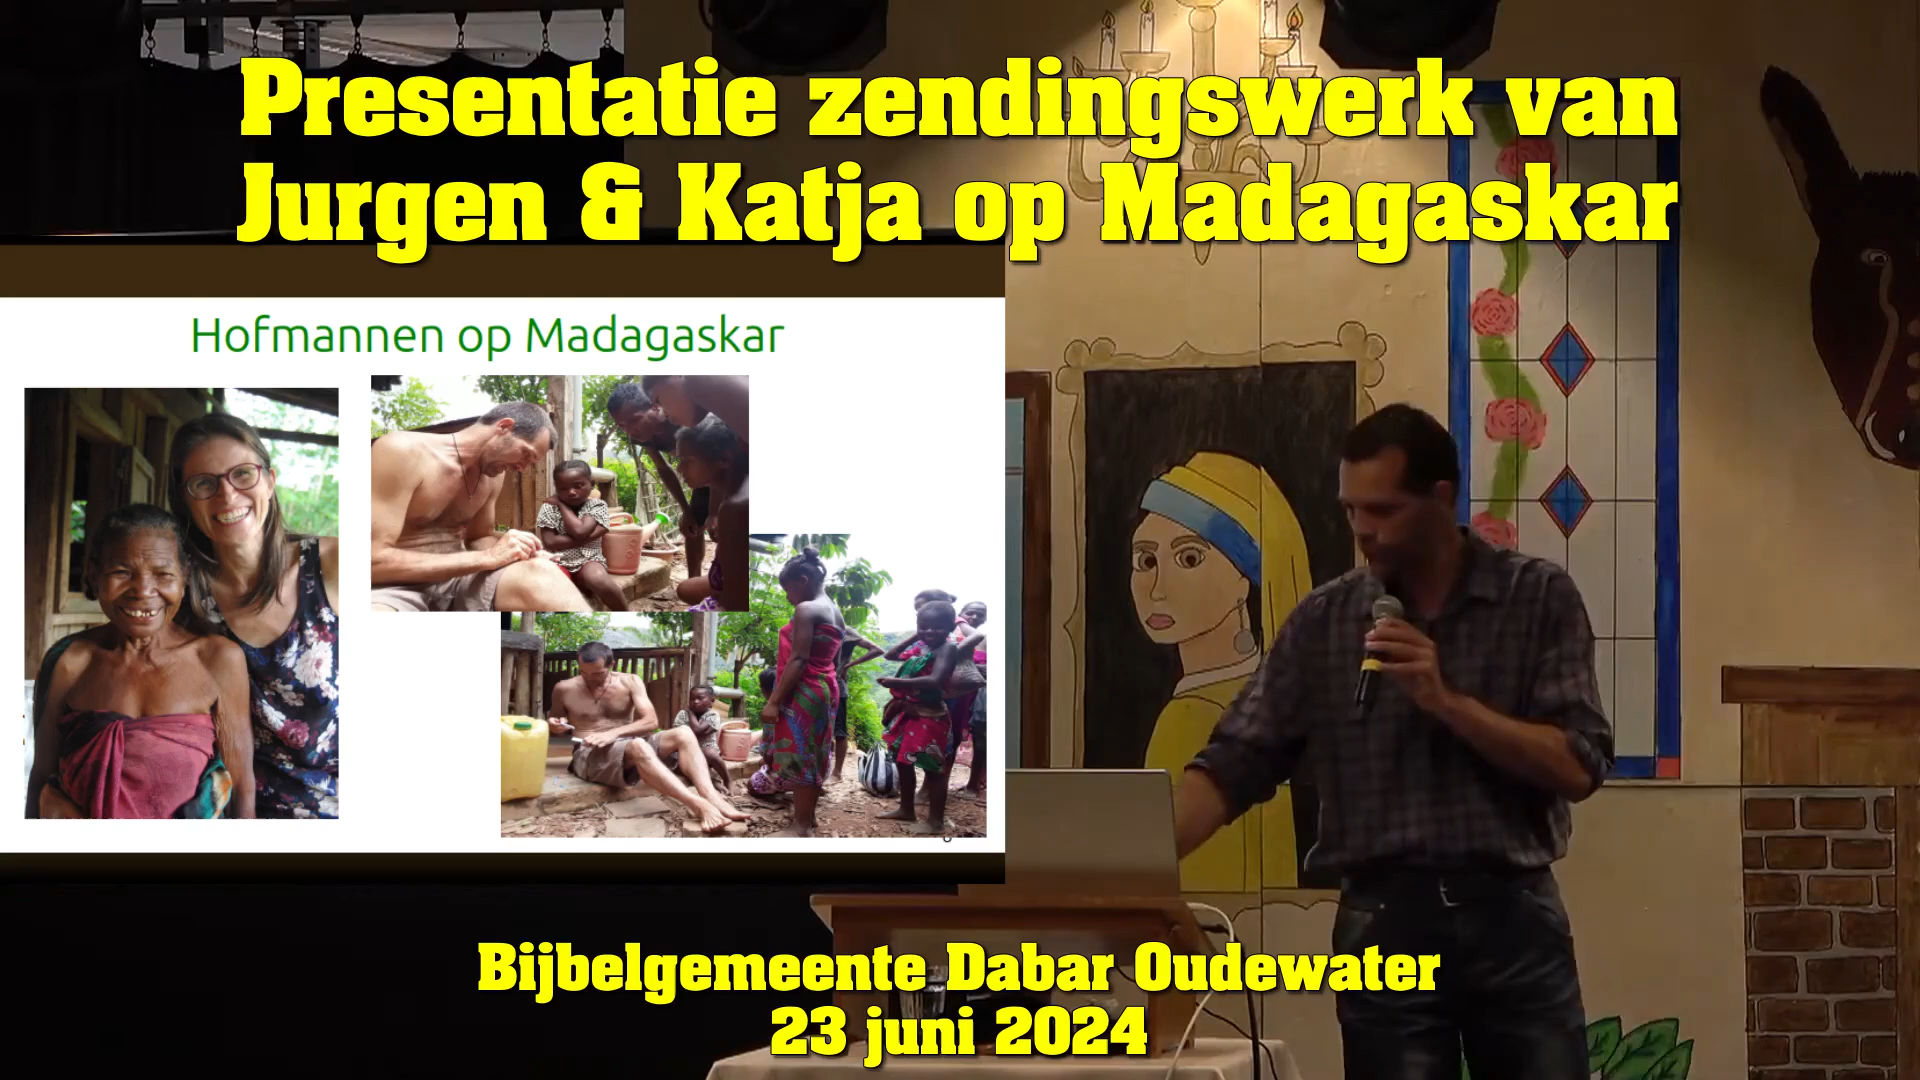 Presentatie zendingswerk van
Jurgen & Katja op Madagaskar
Hofmannen op Madagaskar
Bijbelgemeente Dabar Oudewater
23 juni 2024